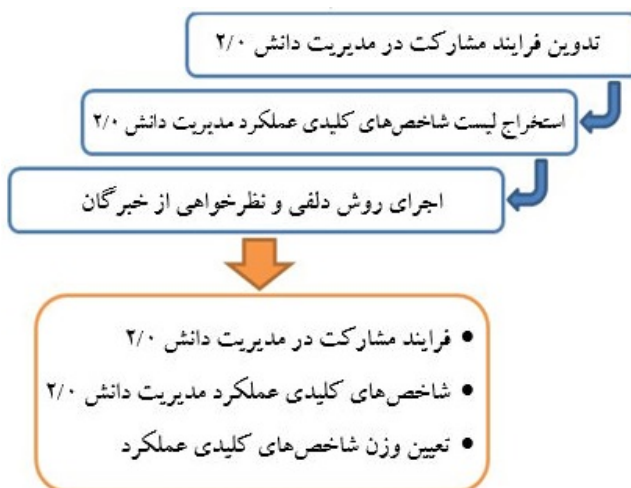 تدوین فرایند مشارکت در مدیریت دانش ۲/۰
استخراج لیست شاخص‌های کلیدی عملکرد مدیریت دانش ۲/۰
اجرای روش دلفی و نظرخواهی از خبرگان
• فرایند مشارکت در مدیریت دانش ۲/۰
• شاخص‌های کلیدی عملکرد مدیریت دانش ۲/۰
• تعیین وزن شاخص‌های کلیدی عملکرد